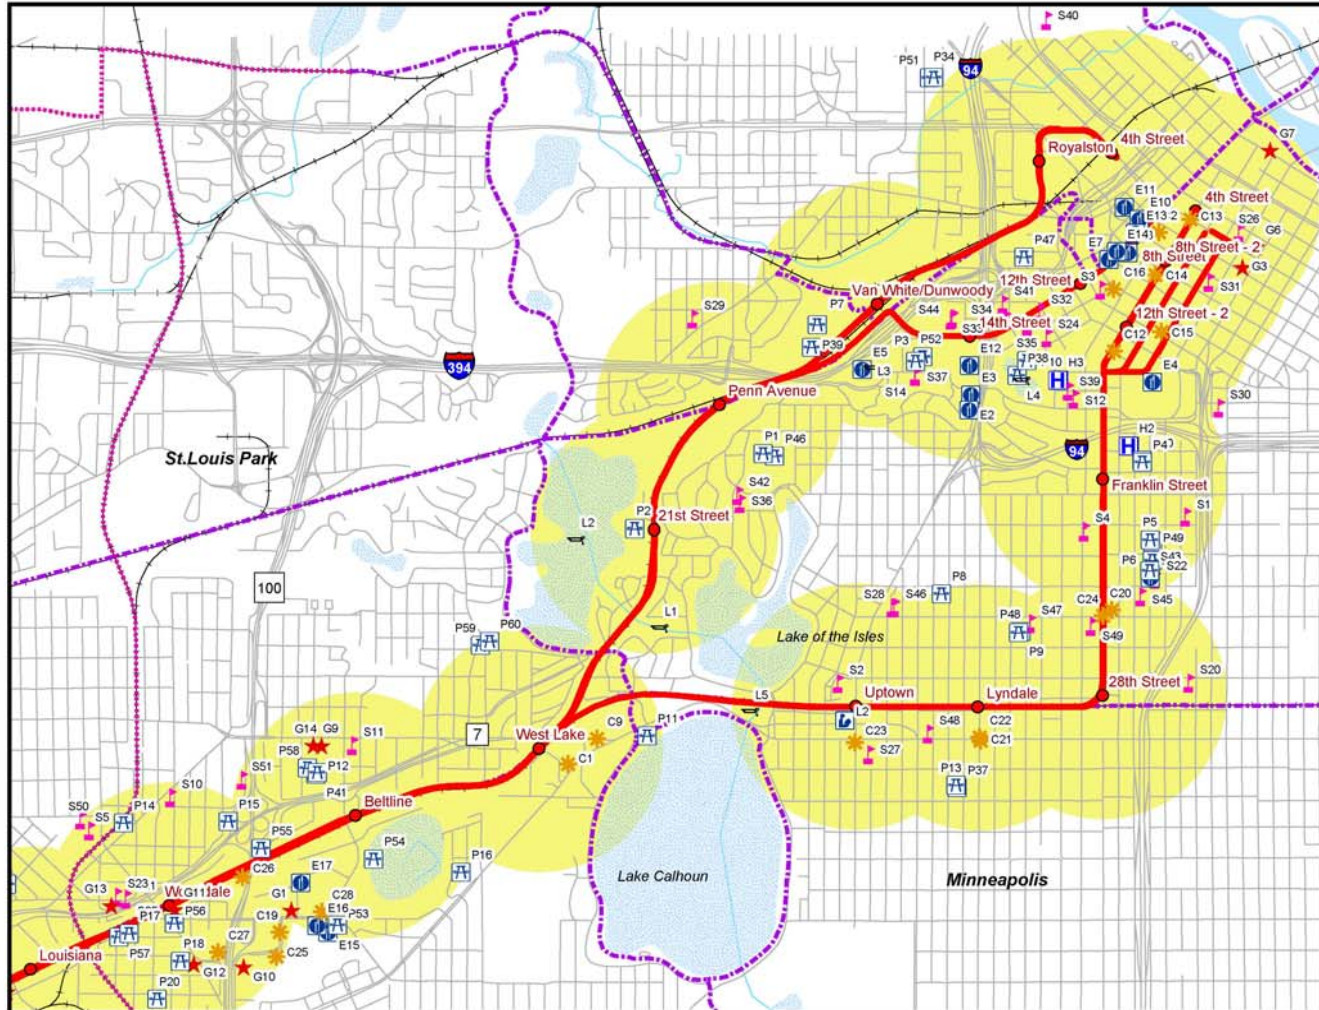 S40
P51 P34
94
G7
4th Street
Royalston
E11
E10
4th Street
E13 2 C13
S26
G6
E14
P47
E7
8th Street - 2
8th Street
G3
12th Street S3
C16
C14
S31
Van White/Dunwoody
S41
S32
S29
P7
S44
S34
14th Street
S33
S24
12th Street - 2
C12
C15
P39
P3 P52
E5
L3
E12
S35
P38
10 H3
E4
394
S37
S14
E3
L4
S39
S12
S30
Penn Avenue
E2
H2
P4
94
P1 P46
St.Louis Park
Franklin Street
S42
S36
P2
21st Street
S4
S1
L2
P5
P49
P6
S43
S22
100
P8
S28 S46
C20
C24
S45
L1
P59 P60
P48 S47
P9
S49
Lake of the Isles
S2
Uptown
Lyndale
28th Street
S20
L5
L2
C23
C22
C21
S48
7
West Lake
C9
P11
C1
S27
G14 G9
S11
P58
P12
P13 P37
S10
S51
P41
Beltline
S50
P14
S5
P15
P55
P54
P16
C26
E17
Lake Calhoun
Minneapolis
G13
S23
G11
G1
C28
E16
P53
P17
P56
C19
E15
Louisiana
P57
P18
C27
C25
G12
G10
P20